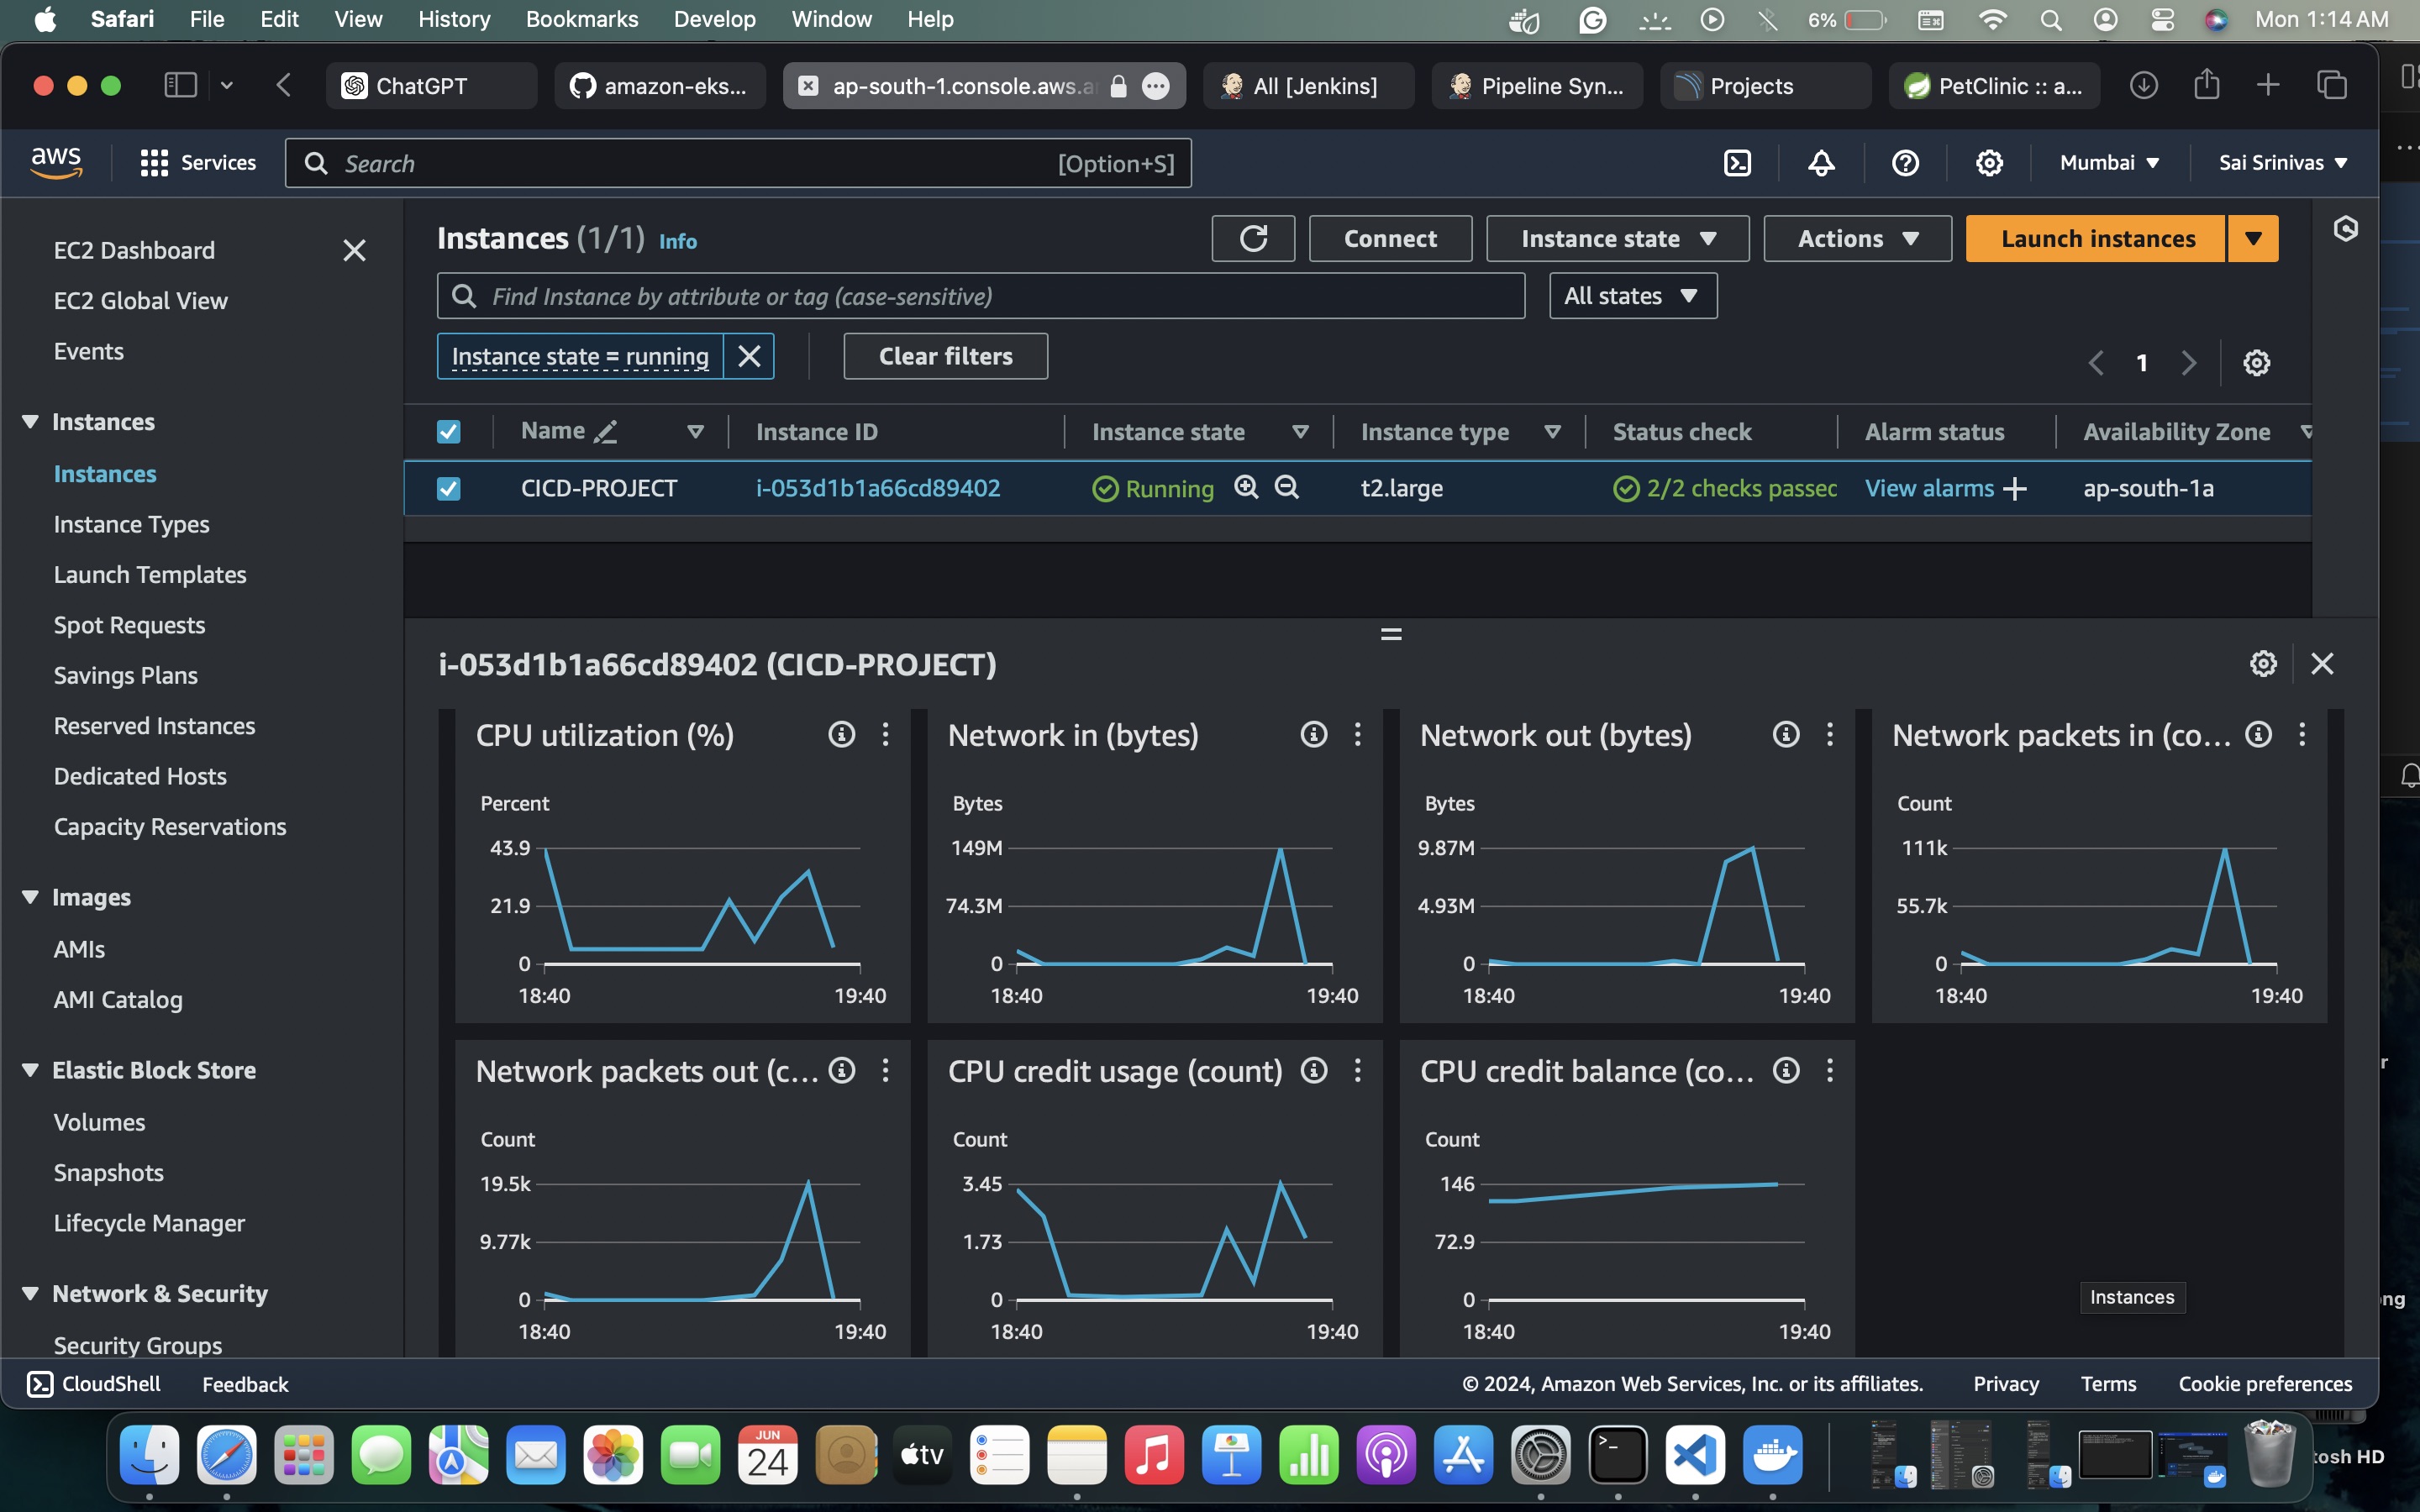 Safari File Edit View History Bookmarks Develop Window Help 6% Mon 1:14 AM
ChatGPT amazon-eks... ap-south-1.console.aws.a All [Jenkins] Pipeline Syn... Projects PetClinic :: a...
aws Services Search [Option+S] Mumbai Sai Srinivas
EC2 Dashboard
EC2 Global View
Events
Instances
Instances
Instance Types
Launch Templates
Spot Requests
Savings Plans
Reserved Instances
Dedicated Hosts
Capacity Reservations
Images
AMIs
AMI Catalog
Elastic Block Store
Volumes
Snapshots
Lifecycle Manager
Network & Security
Security Groups
Instances (1/1) Info Connect Instance state Actions Launch instances
Find Instance by attribute or tag (case-sensitive) All states
Instance state = running Clear filters 1
Name Instance ID Instance state Instance type Status check Alarm status Availability Zone
CICD-PROJECT i-053d1b1a66cd89402 Running t2.large 2/2 checks passec View alarms ap-south-1a
i-053d1b1a66cd89402 (CICD-PROJECT)
CPU utilization (%)
Percent
43.9
21.9
0
18:40 19:40
Network in (bytes)
Bytes
149M
74.3M
0
18:40 19:40
Network out (bytes)
Bytes
9.87M
4.93M
0
18:40 19:40
Network packets in (co...
Count
111k
55.7k
0
18:40 19:40
Network packets out (c...
Count
19.5k
9.77k
0
18:40 19:40
CPU credit usage (count)
Count
3.45
1.73
0
18:40 19:40
CPU credit balance (co...
Count
146
72.9
0
18:40 19:40
Instances
CloudShell Feedback © 2024, Amazon Web Services, Inc. or its affiliates. Privacy Terms Cookie preferences
JUN
24
tv
tosh HD